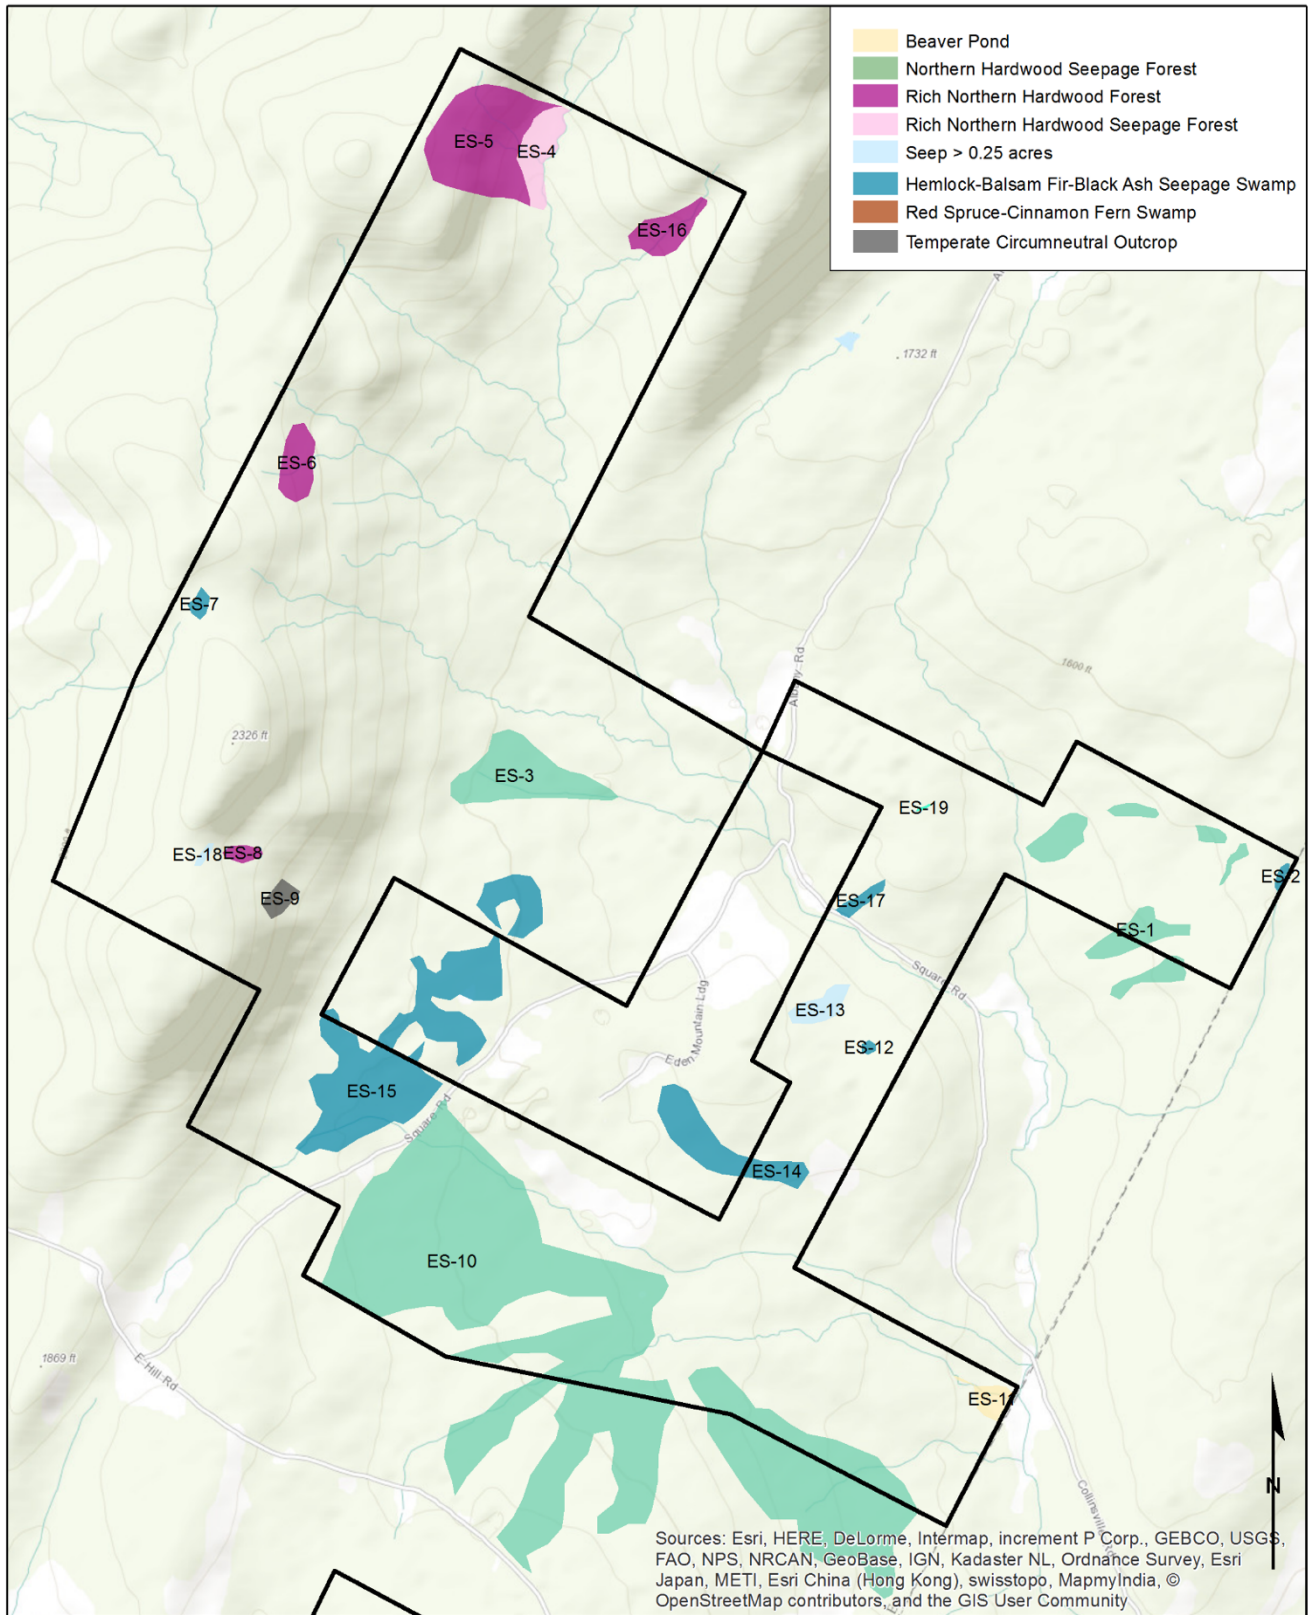 Beaver Pond
Northern Hardwood Seepage Forest
Rich Northern Hardwood Forest
Rich Northern Hardwood Seepage Forest
Seep > 0.25 acres
Hemlock-Balsam Fir-Black Ash Seepage Swamp
Red Spruce-Cinnamon Fern Swamp
Temperate Circumneutral Outcrop
ES-5
ES-4
ES-16
1732 ft
ES-6
ES-7
Albany Rd
1600 ft
2326 ft
ES-3
ES-19
ES-18
ES-8
ES-2
ES-9
ES-17
ES-1
Square Rd
ES-13
Eden Mountain Ldg
ES-12
ES-15
Square Rd
ES-14
ES-10
1869 ft
E Hill Rd
ES-11
N
Collinsville Rd
Sources: Esri, HERE, DeLorme, Intermap, increment P Corp., GEBCO, USGS,
FAO, NPS, NRCAN, GeoBase, IGN, Kadaster NL, Ordnance Survey, Esri
Japan, METI, Esri China (Hong Kong), swisstopo, MapmyIndia, ©
OpenStreetMap contributors, and the GIS User Community